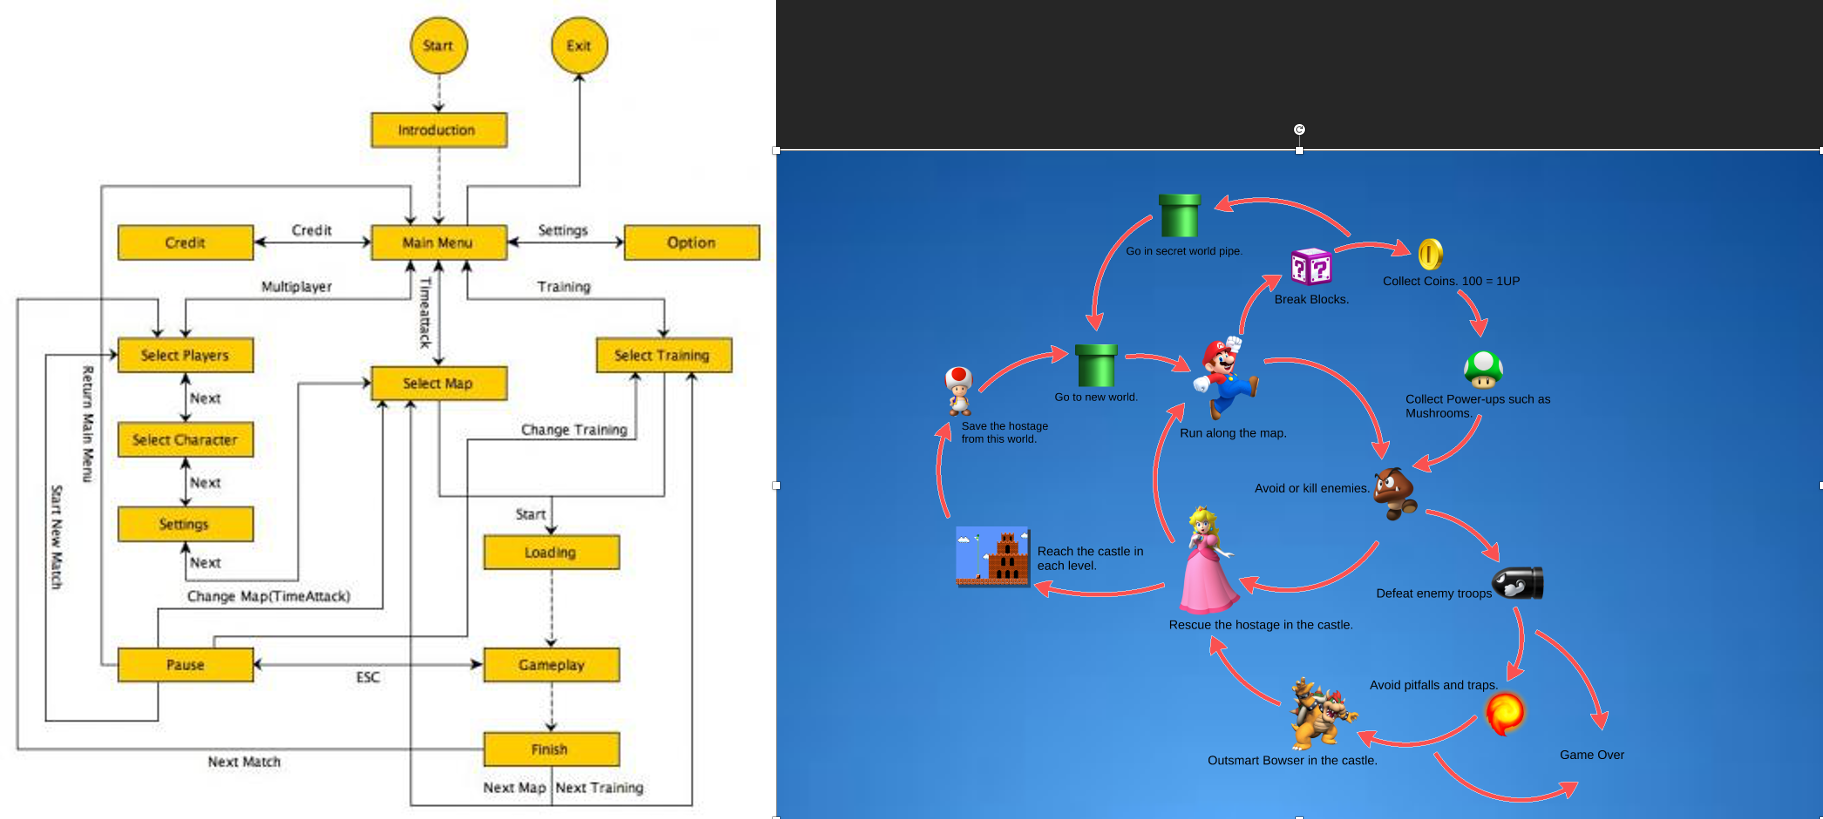 Start
Exit
Introduction
Credit
Credit
Main Menu
Settings
Option
Multiplayer
Timeattack
Training
Select Players
Select Map
Select Training
Return Main Menu
Next
Select Character
Change Training
Next
Start New Match
Settings
Start
Next
Loading
Change Map(TimeAttack)
Pause
ESC
Gameplay
Finish
Next Match
Next Map
Next Training
Go in secret world pipe.
Break Blocks.
Collect Coins. 100 = 1UP
Go to new world.
Collect Power-ups such as
Mushrooms.
Save the hostage
from this world.
Run along the map.
Avoid or kill enemies.
Reach the castle in
each level.
Defeat enemy troops
Rescue the hostage in the castle.
Avoid pitfalls and traps.
Outsmart Bowser in the castle.
Game Over